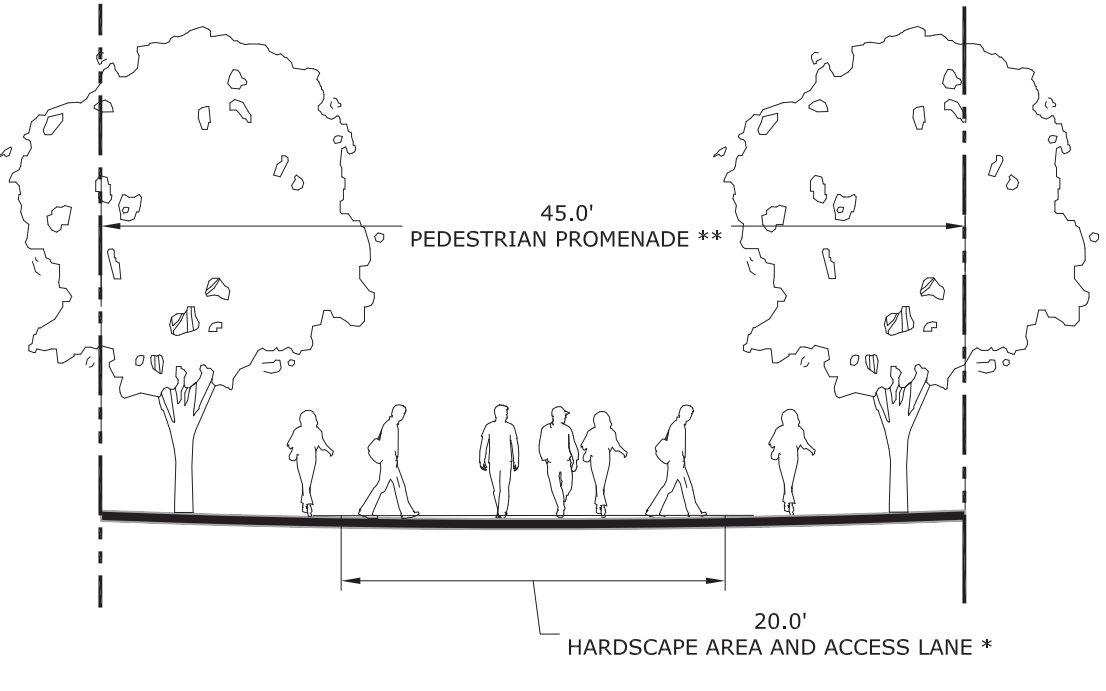 45.0'
PEDESTRIAN PROMENADE **
20.0'
HARDSCAPE AREA AND ACCESS LANE *